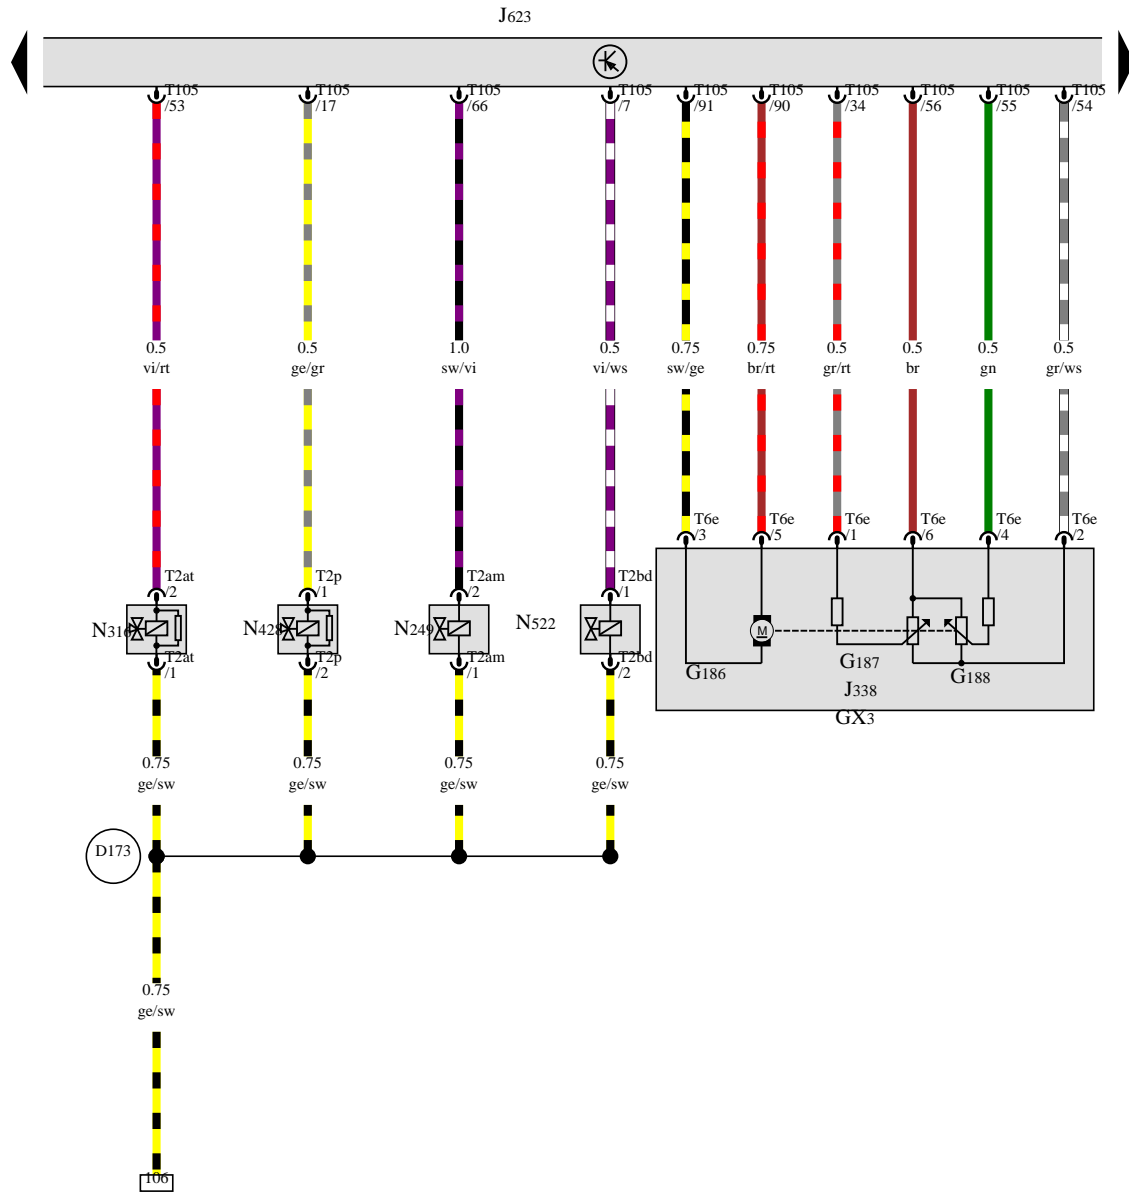 J623
T105 T105 T105 T105 T105 T105 T105 T105 T105 T105
/53 /17 /66 /7 /91 /90 /34 /56 /55 /54
0.5 0.5 1.0 0.5 0.75 0.75 0.5 0.5 0.5 0.5
vi/rt ge/gr sw/vi vi/ws sw/ge br/rt gr/rt br gn gr/ws
T6e T6e T6e T6e T6e T6e
/3 /5 /1 /6 /4 /2
T2at T2p T2am T2bd
/2 /1 /2 /1
N316 N428 N249 N522
M
T2at T2p T2am T2bd
/1 /2 /1 /2
G186 G187 G188
J338
GX3
0.75 0.75 0.75 0.75
ge/sw ge/sw ge/sw ge/sw
D173
0.75
ge/sw
106